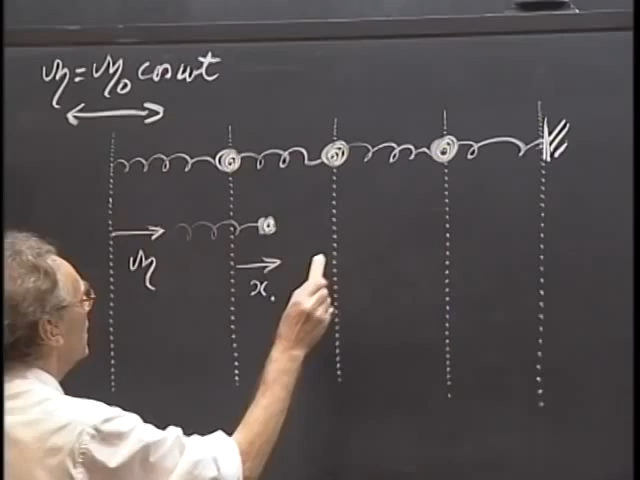 η = η₀ cos ωt
η
x₁